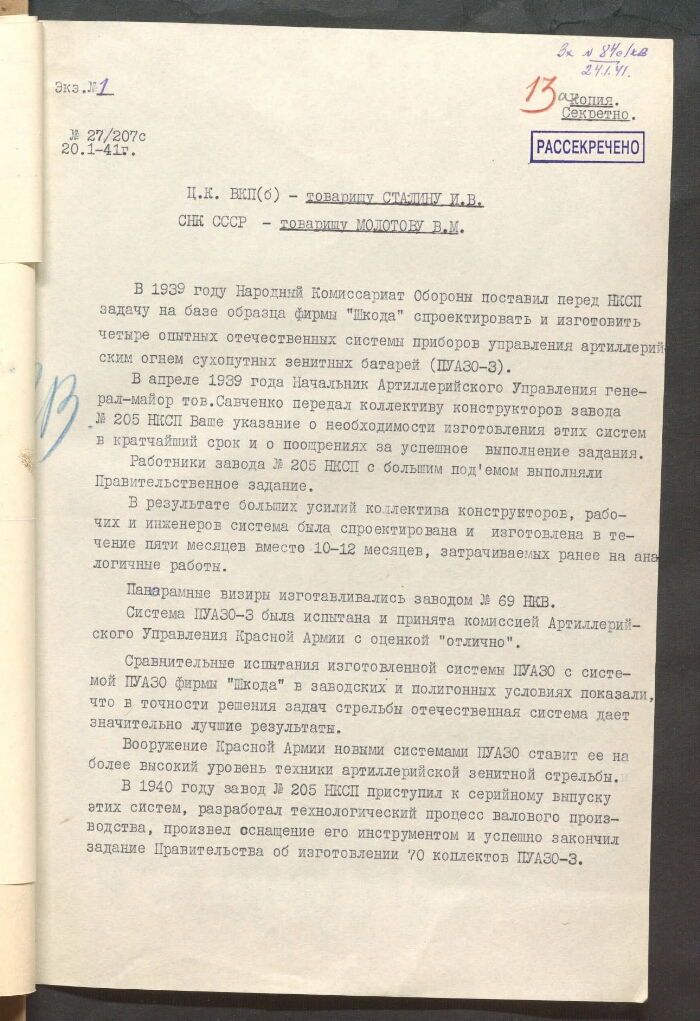 Вх № 84с/кв
24.1.41.
Экз.№1
13
Копия.
Секретно.
№ 27/207с
20.1-41г.
РАССЕКРЕЧЕНО
Ц.К. ВКП(б) - товарищу СТАЛИНУ И.В.
СНК СССР - товарищу МОЛОТОВУ В.М.
В 1939 году Народный Комиссариат Обороны поставил перед НКСП
задачу на базе образца фирмы "Шкода" спроектировать и изготовить
четыре опытных отечественных системы приборов управления артиллерий-
ским огнем сухопутных зенитных батарей (ПУАЗО-3).
В апреле 1939 года Начальник Артиллерийского Управления гене-
рал-майор тов.Савченко передал коллективу конструкторов завода
№ 205 НКСП Ваше указание о необходимости изготовления этих систем
в кратчайший срок и о поощрениях за успешное выполнение задания.
Работники завода № 205 НКСП с большим под'емом выполняли
Правительственное задание.
В результате больших усилий коллектива конструкторов, рабо-
чих и инженеров система была спроектирована и изготовлена в те-
чение пяти месяцев вместо 10-12 месяцев, затрачиваемых ранее на ана
логичные работы.
Панарамные визиры изготавливались заводом № 69 НКВ.
Система ПУАЗО-3 была испытана и принята комиссией Артиллерий-
ского Управления Красной Армии с оценкой "отлично".
Сравнительные испытания изготовленной системы ПУАЗО с систе-
мой ПУАЗО фирмы "Шкода" в заводских и полигонных условиях показали,
что в точности решения задач стрельбы отечественная система дает
значительно лучшие результаты.
Вооружение Красной Армии новыми системами ПУАЗО ставит ее на
более высокий уровень техники артиллерийской зенитной стрельбы.
В 1940 году завод № 205 НКСП приступил к серийному выпуску
этих систем, разработал технологический процесс валового произ-
водства, произвел оснащение его инструментом и успешно закончил
задание Правительства об изготовлении 70 коплектов ПУАЗО-3.